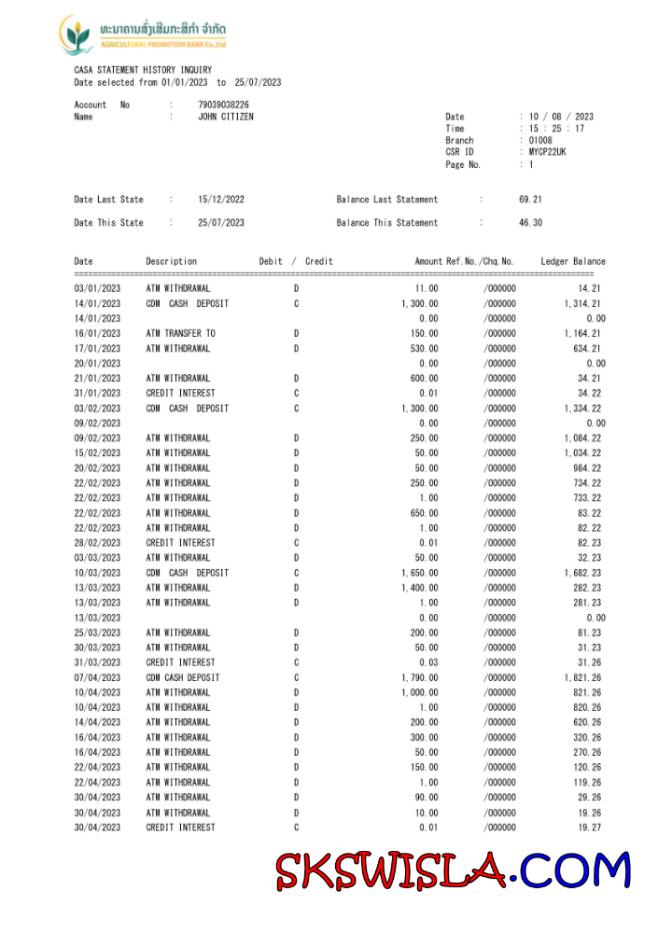 ທະນາຄານສົ່ງເສີມກະສິກຳ ຈຳກັດ
AGRICULTURAL PROMOTION BANK Co.,Ltd
CASA STATEMENT HISTORY INQUIRY
Date selected from 01/01/2023 to 25/07/2023
Account No : 79039038226
Name : JOHN CITIZEN
Date : 10 / 08 / 2023
Time : 15 : 25 : 17
Branch : 01008
CSR ID : MYCP22UK
Page No. : 1
Date Last State : 15/12/2022 Balance Last Statement : 69.21
Date This State : 25/07/2023 Balance This Statement : 46.30
Date Description Debit / Credit Amount Ref.No./Chq.No. Ledger Balance
03/01/2023 ATM WITHDRAWAL D 11.00 /000000 14.21
14/01/2023 CDM CASH DEPOSIT C 1,300.00 /000000 1,314.21
14/01/2023 0.00 /000000 0.00
16/01/2023 ATM TRANSFER TO D 150.00 /000000 1,164.21
17/01/2023 ATM WITHDRAWAL D 530.00 /000000 634.21
20/01/2023 0.00 /000000 0.00
21/01/2023 ATM WITHDRAWAL D 600.00 /000000 34.21
31/01/2023 CREDIT INTEREST C 0.01 /000000 34.22
03/02/2023 CDM CASH DEPOSIT C 1,300.00 /000000 1,334.22
09/02/2023 0.00 /000000 0.00
09/02/2023 ATM WITHDRAWAL D 250.00 /000000 1,084.22
15/02/2023 ATM WITHDRAWAL D 50.00 /000000 1,034.22
20/02/2023 ATM WITHDRAWAL D 50.00 /000000 984.22
22/02/2023 ATM WITHDRAWAL D 250.00 /000000 734.22
22/02/2023 ATM WITHDRAWAL D 1.00 /000000 733.22
22/02/2023 ATM WITHDRAWAL D 650.00 /000000 83.22
22/02/2023 ATM WITHDRAWAL D 1.00 /000000 82.22
28/02/2023 CREDIT INTEREST C 0.01 /000000 82.23
03/03/2023 ATM WITHDRAWAL D 50.00 /000000 32.23
10/03/2023 CDM CASH DEPOSIT C 1,650.00 /000000 1,682.23
13/03/2023 ATM WITHDRAWAL D 1,400.00 /000000 282.23
13/03/2023 ATM WITHDRAWAL D 1.00 /000000 281.23
13/03/2023 0.00 /000000 0.00
25/03/2023 ATM WITHDRAWAL D 200.00 /000000 81.23
30/03/2023 ATM WITHDRAWAL D 50.00 /000000 31.23
31/03/2023 CREDIT INTEREST C 0.03 /000000 31.26
07/04/2023 CDM CASH DEPOSIT C 1,790.00 /000000 1,821.26
10/04/2023 ATM WITHDRAWAL D 1,000.00 /000000 821.26
10/04/2023 ATM WITHDRAWAL D 1.00 /000000 820.26
14/04/2023 ATM WITHDRAWAL D 200.00 /000000 620.26
16/04/2023 ATM WITHDRAWAL D 300.00 /000000 320.26
16/04/2023 ATM WITHDRAWAL D 50.00 /000000 270.26
22/04/2023 ATM WITHDRAWAL D 150.00 /000000 120.26
22/04/2023 ATM WITHDRAWAL D 1.00 /000000 119.26
30/04/2023 ATM WITHDRAWAL D 90.00 /000000 29.26
30/04/2023 ATM WITHDRAWAL D 10.00 /000000 19.26
30/04/2023 CREDIT INTEREST C 0.01 /000000 19.27
SKSWISLA.COM